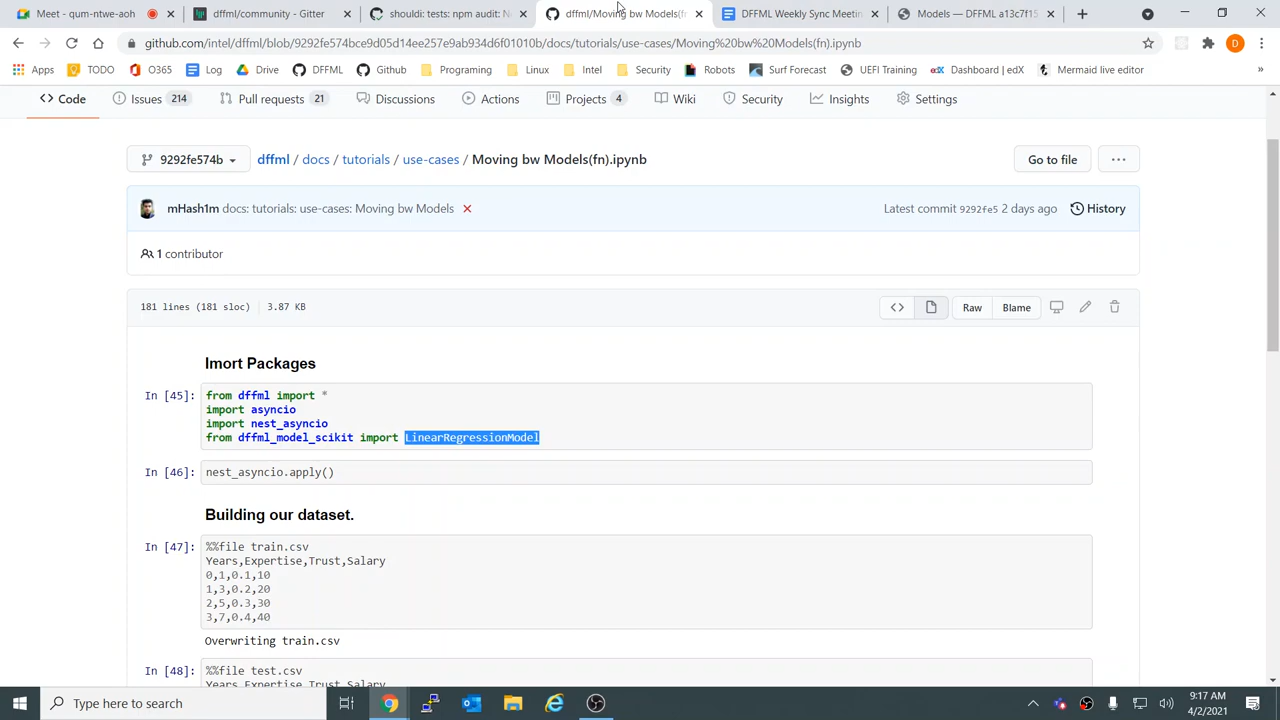 Meet - qum-ntwe-aoh
dffml/community - Gitter
shouldi: tests: npm audit: Ne
dffml/Moving bw Models(fn
DFFML Weekly Sync Meetin
Models — DFFML a13c7f15
github.com/intel/dffml/blob/9292fe574bce9d05d14ee257e9ab93d6f01010b/docs/tutorials/use-cases/Moving%20bw%20Models(fn).ipynb
D
Apps
TODO
O365
Log
Drive
DFFML
Github
Programing
Linux
Intel
Security
Robots
Surf Forecast
UEFI Training
Dashboard | edX
Mermaid live editor
»
Code
Issues 214
Pull requests 21
Discussions
Actions
Projects 4
Wiki
Security
Insights
Settings
9292fe574b
dffml / docs / tutorials / use-cases / Moving bw Models(fn).ipynb
Go to file
mHash1m docs: tutorials: use-cases: Moving bw Models
Latest commit 9292fe5 2 days ago
History
1 contributor
181 lines (181 sloc)
3.87 KB
Raw
Blame
Imort Packages
In [45]:
from dffml import *
import asyncio
import nest_asyncio
from dffml_model_scikit import LinearRegressionModel
In [46]:
nest_asyncio.apply()
Building our dataset.
In [47]:
%%file train.csv
Years,Expertise,Trust,Salary
0,1,0.1,10
1,3,0.2,20
2,5,0.3,30
3,7,0.4,40
Overwriting train.csv
In [48]:
%%file test.csv
Years,Expertise,Trust,Salary
Type here to search
9:17 AM
4/2/2021